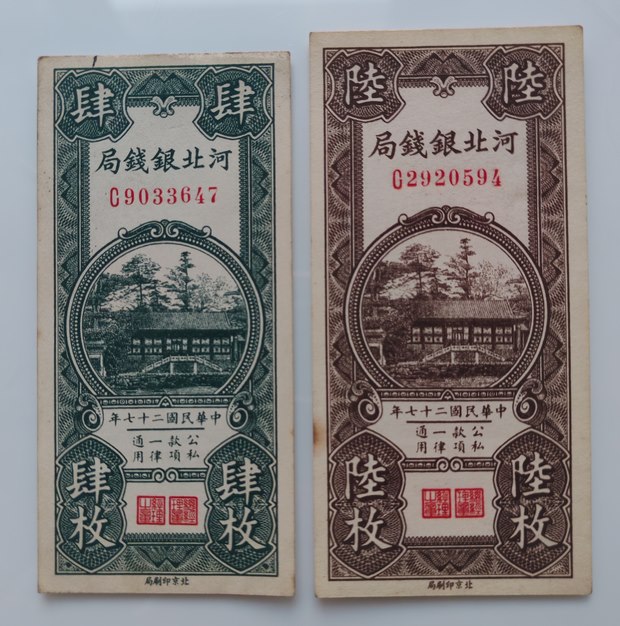 肆 肆
河北銀錢局
C9033647
中華民國二十七年
公私款項一律通用
肆枚 肆枚
北京印刷局
陸 陸
河北銀錢局
C2920594
中華民國二十七年
公私款項一律通用
陸枚 陸枚
北京印刷局